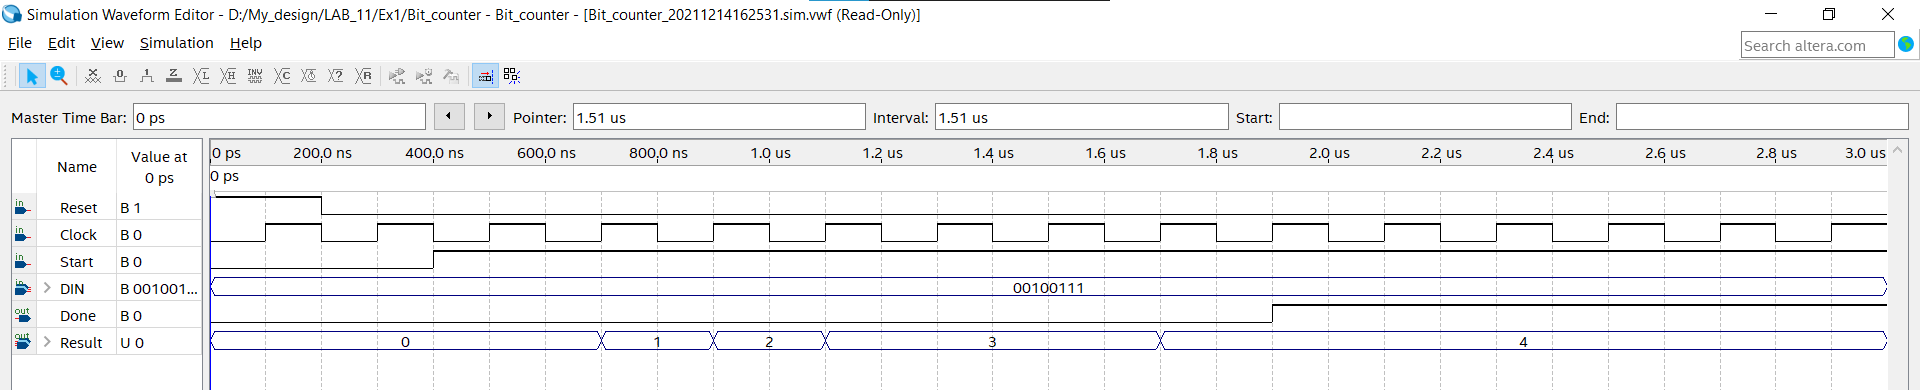 Simulation Waveform Editor - D:/My_design/LAB_11/Ex1/Bit_counter - Bit_counter - [Bit_counter_20211214162531.sim.vwf (Read-Only)]
File Edit View Simulation Help
Search altera.com
Master Time Bar: 0 ps Pointer: 1.51 us Interval: 1.51 us Start: End:
Name Value at 0 ps
0 ps 200.0 ns 400.0 ns 600.0 ns 800.0 ns 1.0 us 1.2 us 1.4 us 1.6 us 1.8 us 2.0 us 2.2 us 2.4 us 2.6 us 2.8 us 3.0 us
0 ps
in Reset B 1
in Clock B 0
in Start B 0
in DIN B 001001... 00100111
out Done B 0
out Result U 0 0 1 2 3 4